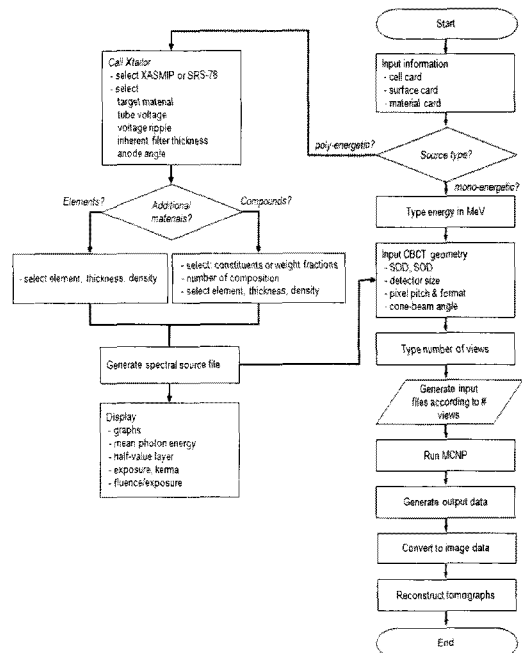 Start
Input information
- cell card
- surface card
- material card
Source type?
poly-energetic?
mono-energetic?
Call Xtailor
- select XASMIP or SRS-78
- select
target material
tube voltage
voltage ripple
inherent filter thickness
anode angle
Additional materials?
Elements?
Compounds?
- select element, thickness, density
- select: constituents or weight fractions
- number of composition
- select element, thickness, density
Generate spectral source file
Display
- graphs
- mean photon energy
- half-value layer
- exposure, kerma
- fluence/exposure
Type energy in MeV
Input CBCT geometry
- SOD, SOD
- detector size
- pixel pitch & format
- cone-beam angle
Type number of views
Generate input
files according to #
views
Run MCNP
Generate output data
Convert to image data
Reconstruct tomographs
End